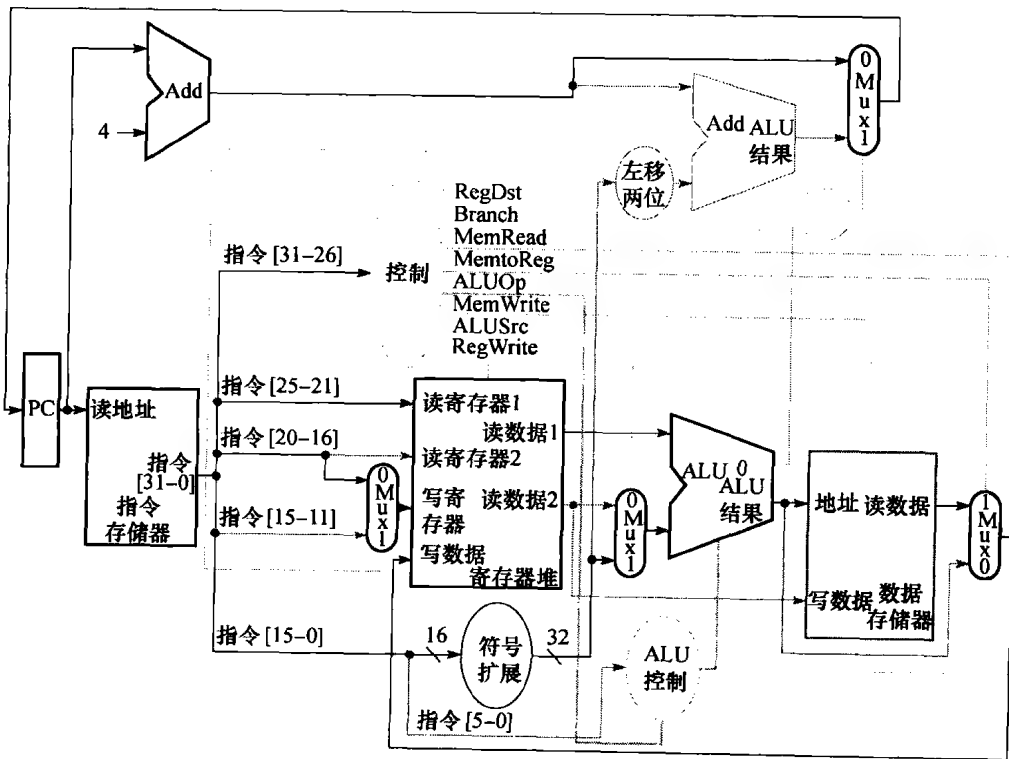 Add
4
0
M
u
x
1
Add ALU
结果
左移
两位
RegDst
Branch
MemRead
MemtoReg
ALUOp
MemWrite
ALUSrc
RegWrite
指令[31-26]
控制
PC
读地址
指令
[31-0]
指令
存储器
指令[25-21]
指令[20-16]
指令[15-11]
0
M
u
x
1
读寄存器1
读数据1
读寄存器2
写寄
存器
读数据2
写数据
寄存器堆
0
M
u
x
1
ALU 0
ALU
结果
地址
读数据
写数据
数据
存储器
1
M
u
x
0
指令[15-0]
16
符号
扩展
32
ALU
控制
指令[5-0]